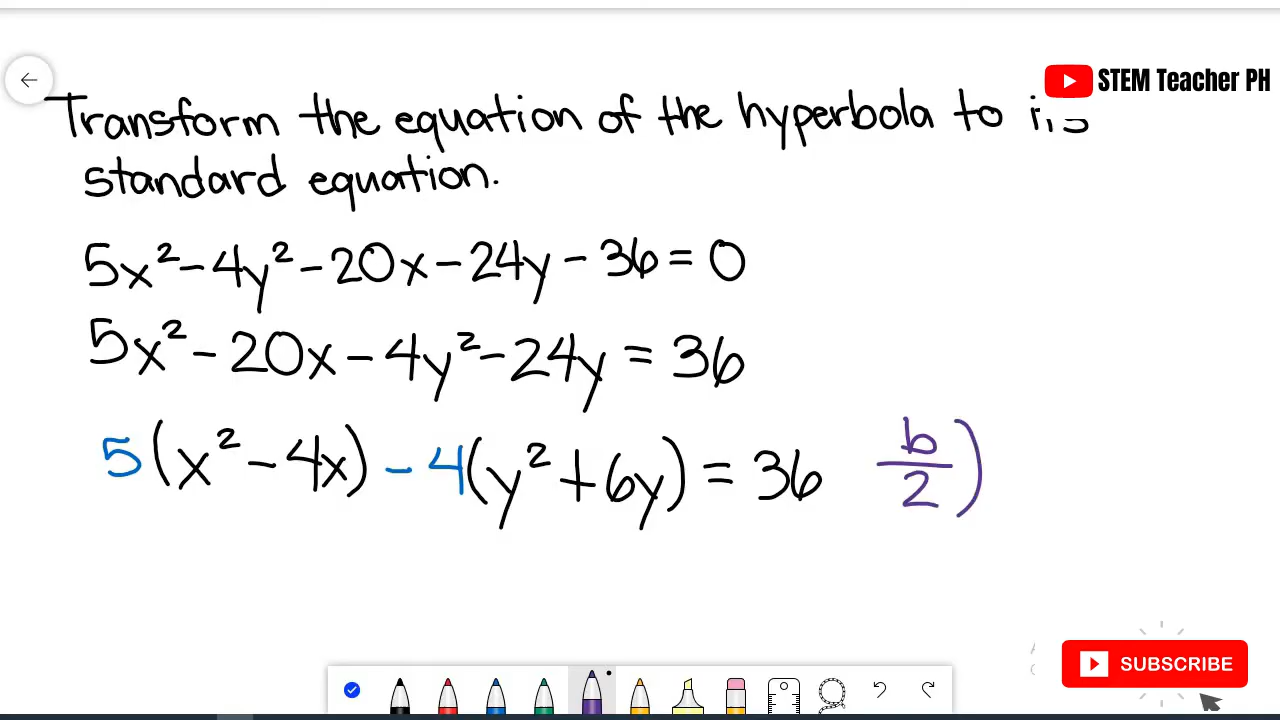 STEM Teacher PH
Transform the equation of the hyperbola to its
standard equation.
5x² - 4y² - 20x - 24y - 36 = 0
5x² - 20x - 4y² - 24y = 36
5(x² - 4x) - 4(y² + 6y) = 36 b/2)
SUBSCRIBE